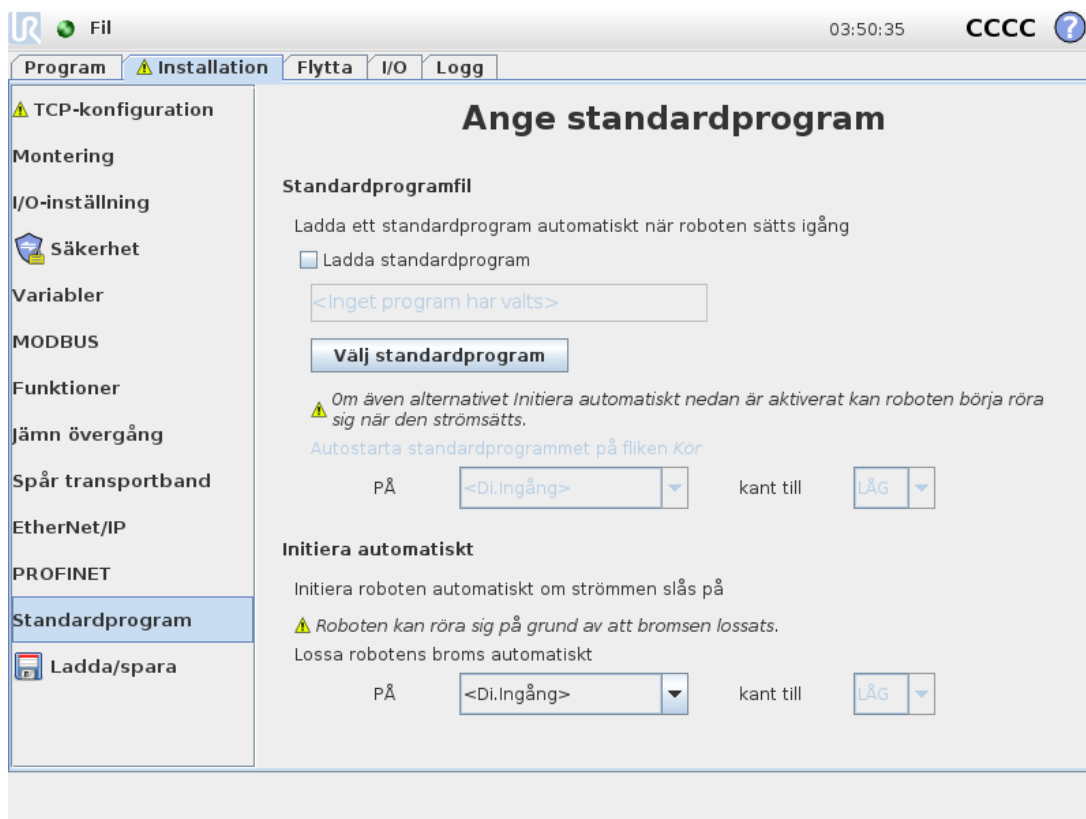 UR Fil 03:50:35 CCCC ?
Program Installation Flytta I/O Logg
TCP-konfiguration
Montering
I/O-inställning
Säkerhet
Variabler
MODBUS
Funktioner
Jämn övergång
Spår transportband
EtherNet/IP
PROFINET
Standardprogram
Ladda/spara
Ange standardprogram
Standardprogramfil
Ladda ett standardprogram automatiskt när roboten sätts igång
Ladda standardprogram
<Inget program har valts>
Välj standardprogram
Om även alternativet Initiera automatiskt nedan är aktiverat kan roboten börja röra
sig när den strömsätts.
Autostarta standardprogrammet på fliken Kör
PÅ <Di.Ingång> kant till LÅG
Initiera automatiskt
Initiera roboten automatiskt om strömmen slås på
Roboten kan röra sig på grund av att bromsen lossats.
Lossa robotens broms automatiskt
PÅ <Di.Ingång> kant till LÅG